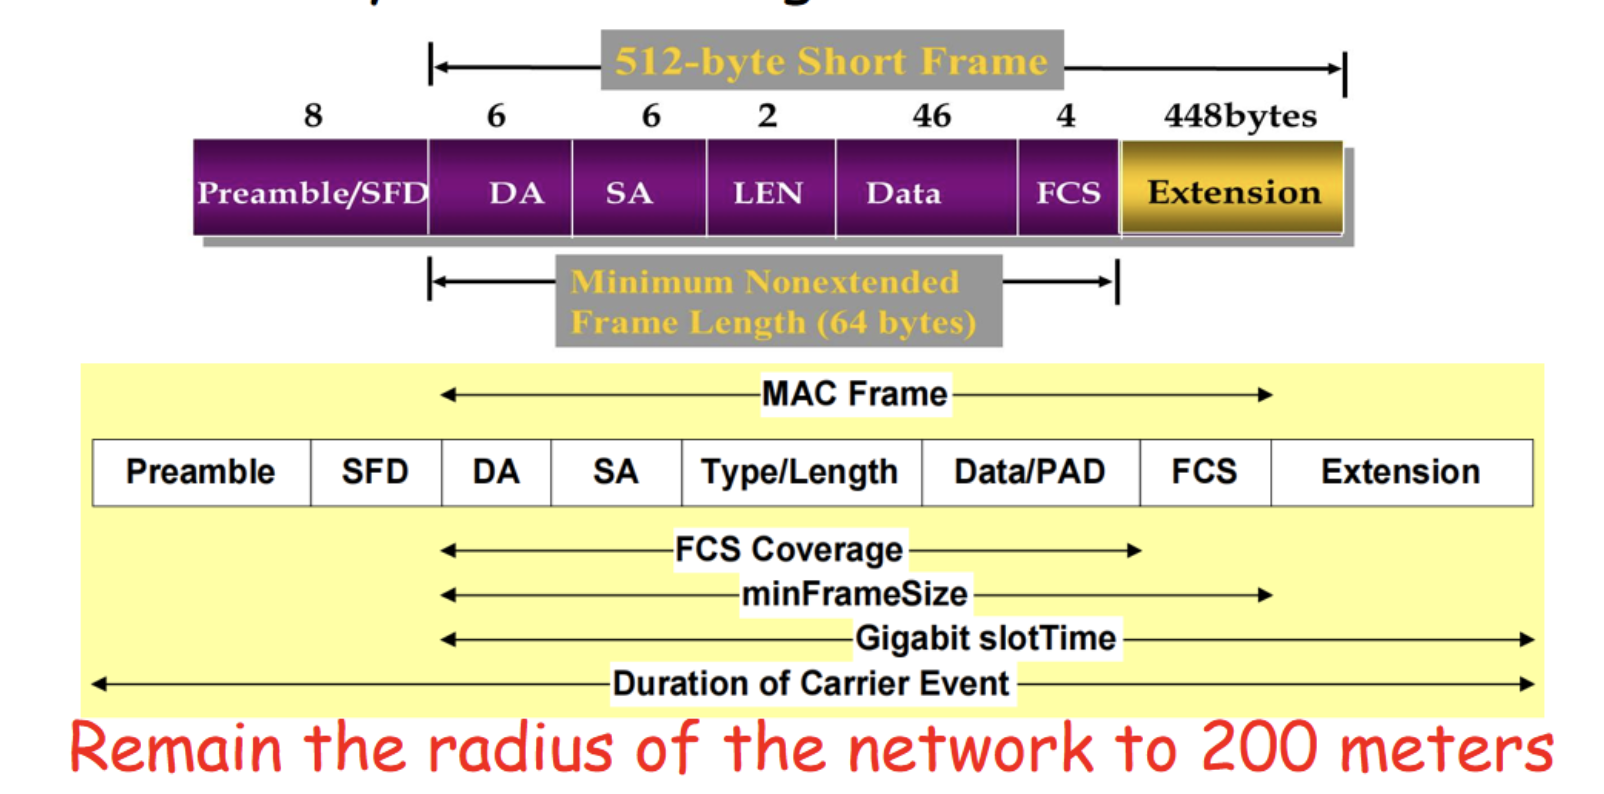 512-byte Short Frame
8 6 6 2 46 4 448bytes
Preamble/SFD DA SA LEN Data FCS Extension
Minimum Nonextended
Frame Length (64 bytes)
MAC Frame
Preamble SFD DA SA Type/Length Data/PAD FCS Extension
FCS Coverage
minFrameSize
Gigabit slotTime
Duration of Carrier Event
Remain the radius of the network to 200 meters